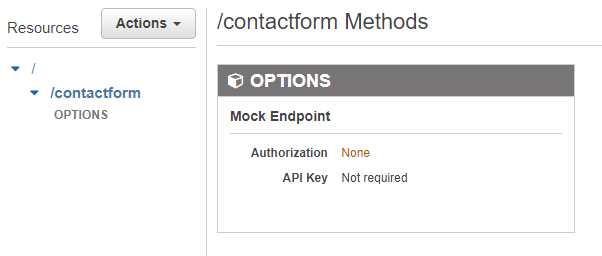 Resources
Actions
/
/contactform
OPTIONS
/contactform Methods
OPTIONS
Mock Endpoint
Authorization None
API Key Not required